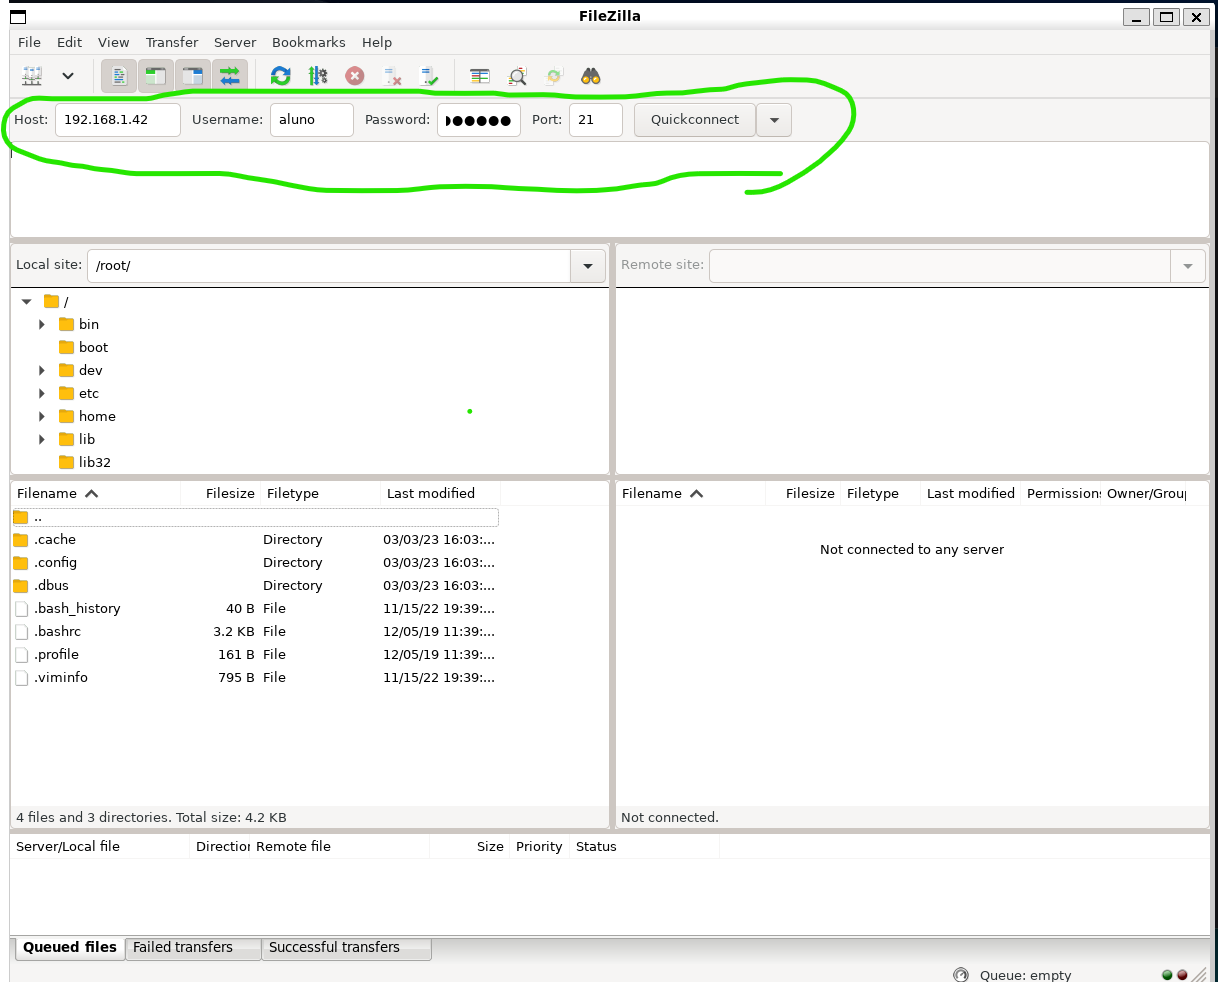 FileZilla
File Edit View Transfer Server Bookmarks Help
Host: 192.168.1.42 Username: aluno Password: ●●●●●● Port: 21 Quickconnect
Local site: /root/
Remote site:
/
bin
boot
dev
etc
home
lib
lib32
Filename Filesize Filetype Last modified
..
.cache Directory 03/03/23 16:03:...
.config Directory 03/03/23 16:03:...
.dbus Directory 03/03/23 16:03:...
.bash_history 40 B File 11/15/22 19:39:...
.bashrc 3.2 KB File 12/05/19 11:39:...
.profile 161 B File 12/05/19 11:39:...
.viminfo 795 B File 11/15/22 19:39:...
4 files and 3 directories. Total size: 4.2 KB
Filename Filesize Filetype Last modified Permissions Owner/Group
Not connected to any server
Not connected.
Server/Local file Direction Remote file Size Priority Status
Queued files Failed transfers Successful transfers
Queue: empty